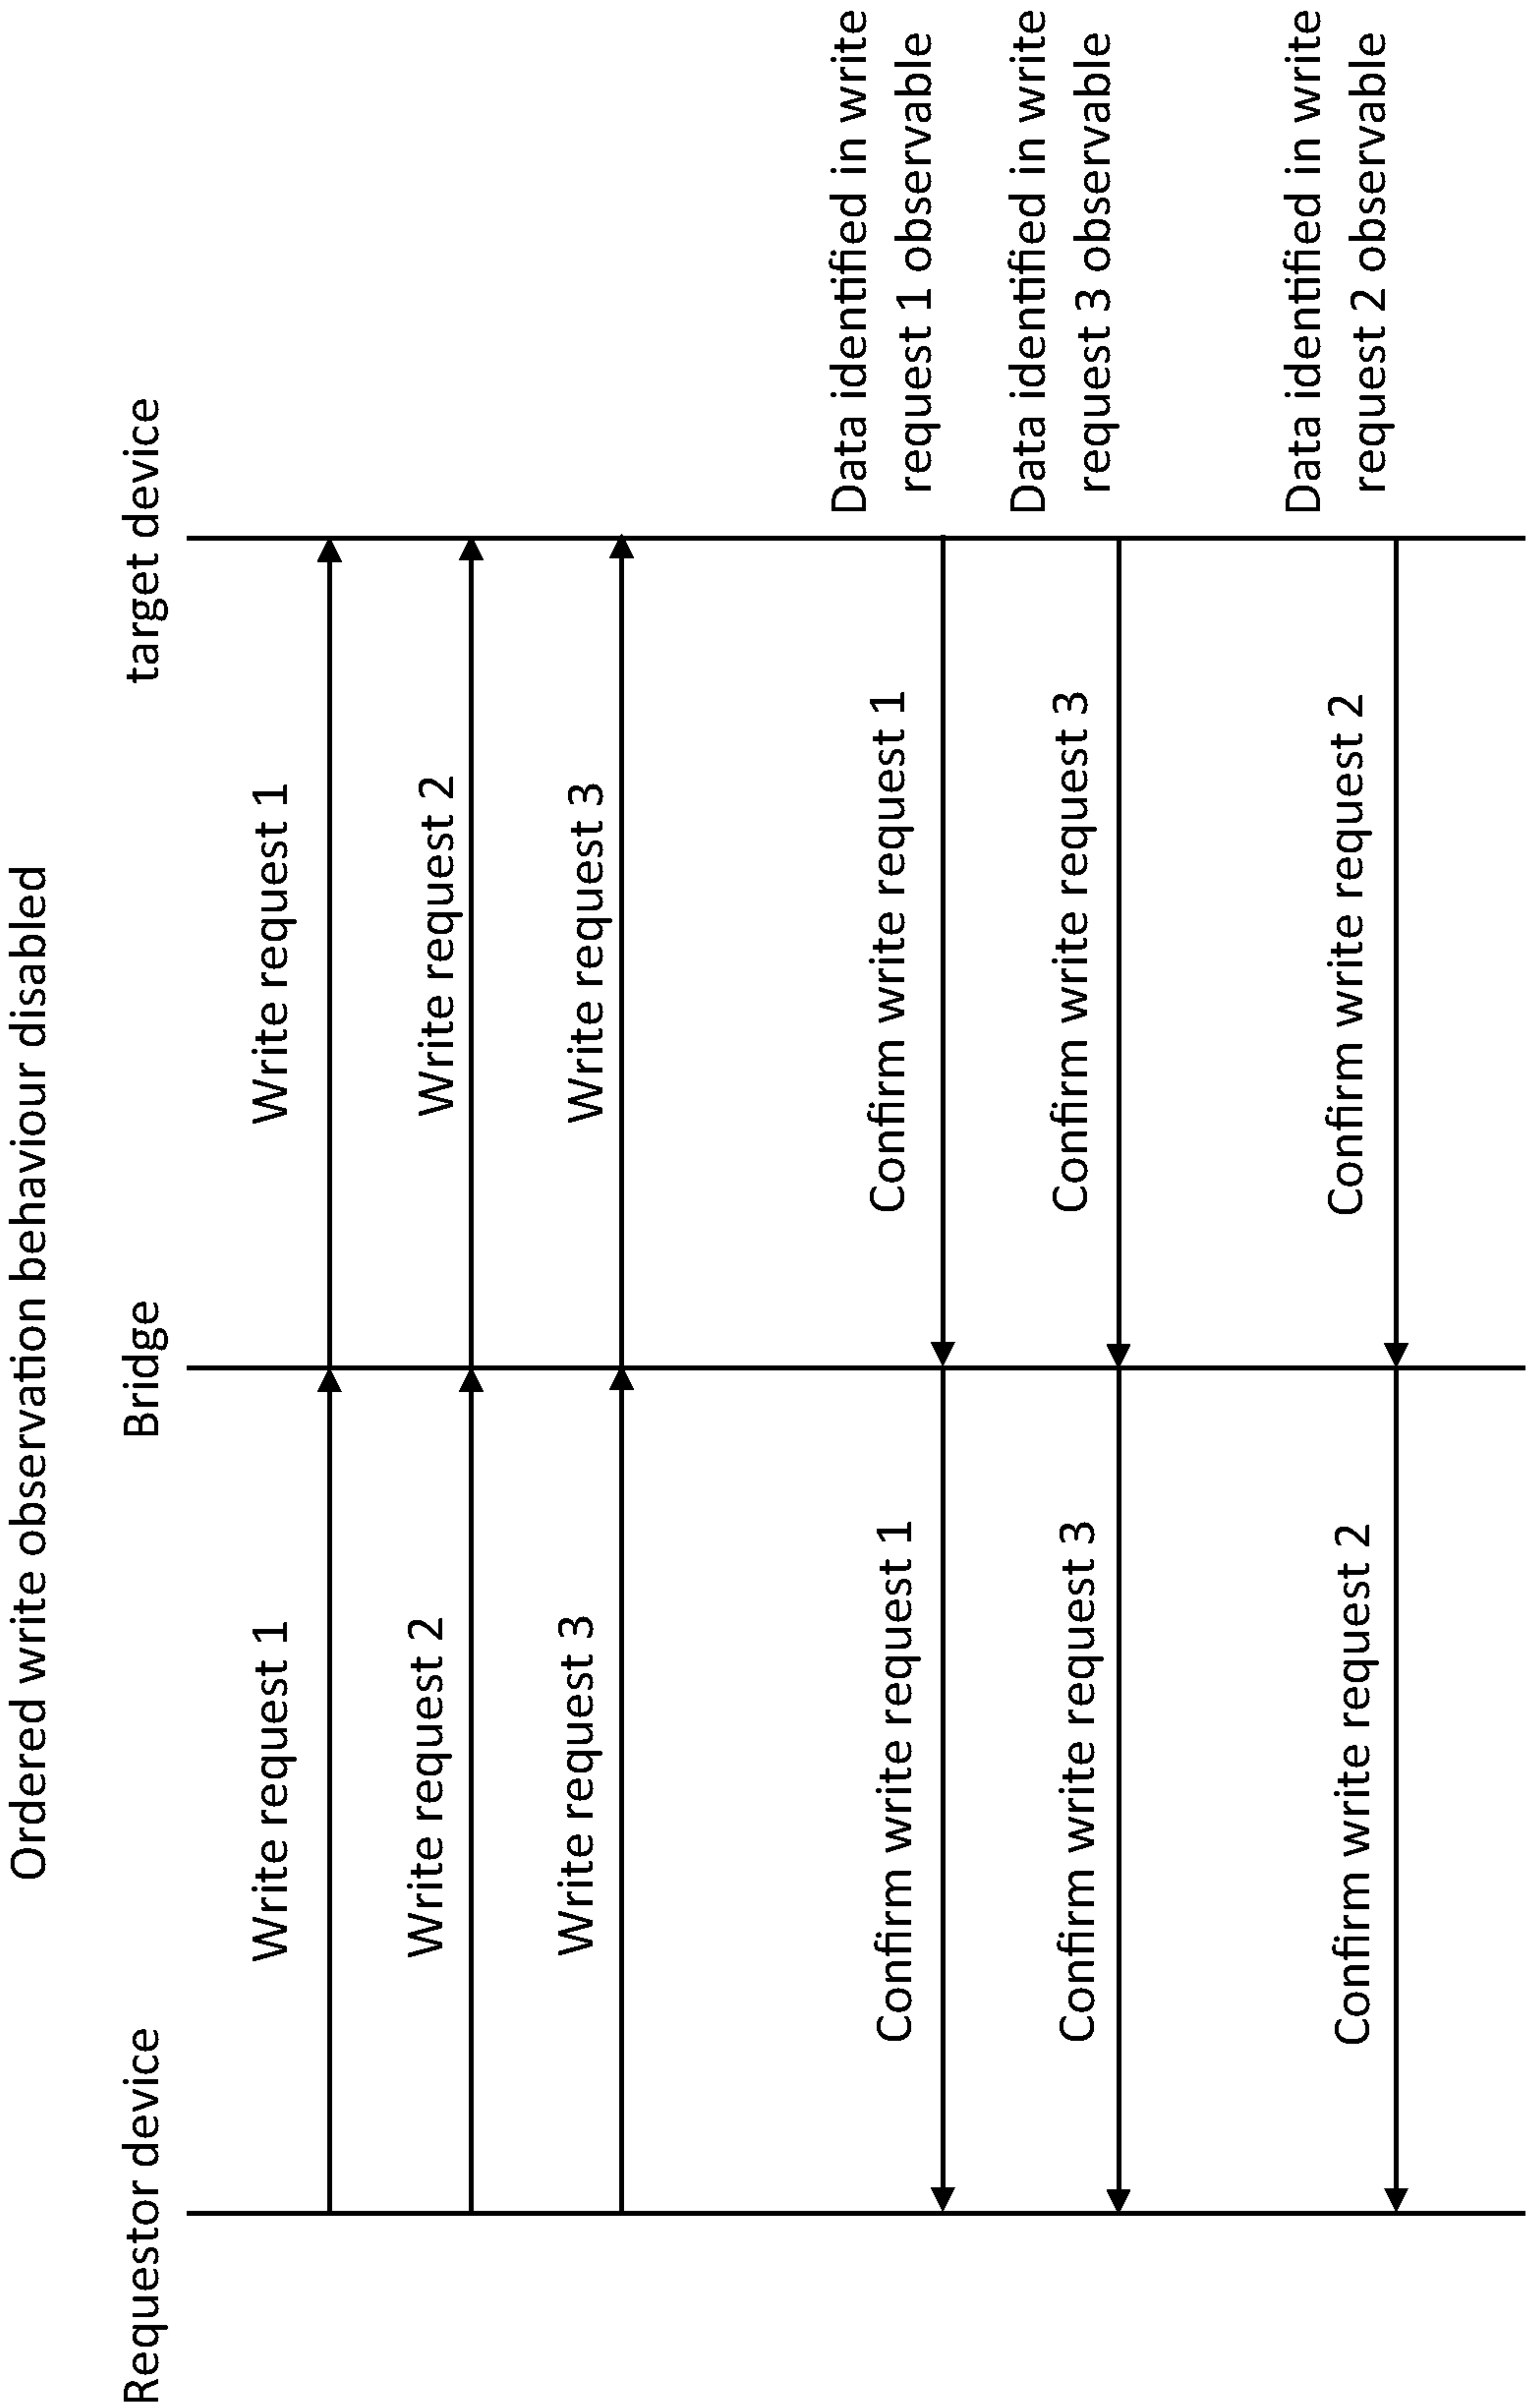 Ordered write observation behaviour disabled
Requestor device
Bridge
target device
Write request 1
Write request 1
Write request 2
Write request 2
Write request 3
Write request 3
Data identified in write
request 1 observable
Confirm write request 1
Confirm write request 1
Data identified in write
request 3 observable
Confirm write request 3
Confirm write request 3
Data identified in write
request 2 observable
Confirm write request 2
Confirm write request 2